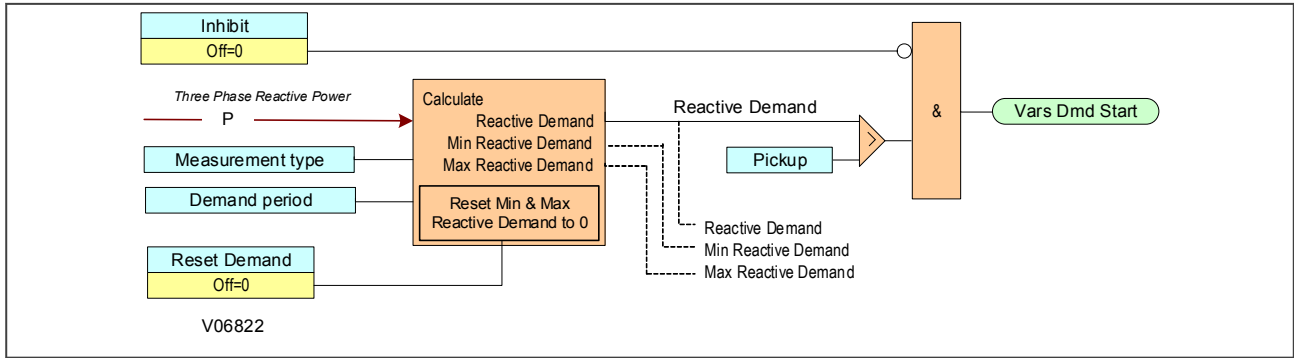 Inhibit
Off=0
Three Phase Reactive Power
P
Measurement type
Demand period
Reset Demand
Off=0
V06822
Calculate
Reactive Demand
Min Reactive Demand
Max Reactive Demand
Reset Min & Max
Reactive Demand to 0
Reactive Demand
Pickup
>
&
Vars Dmd Start
Reactive Demand
Min Reactive Demand
Max Reactive Demand